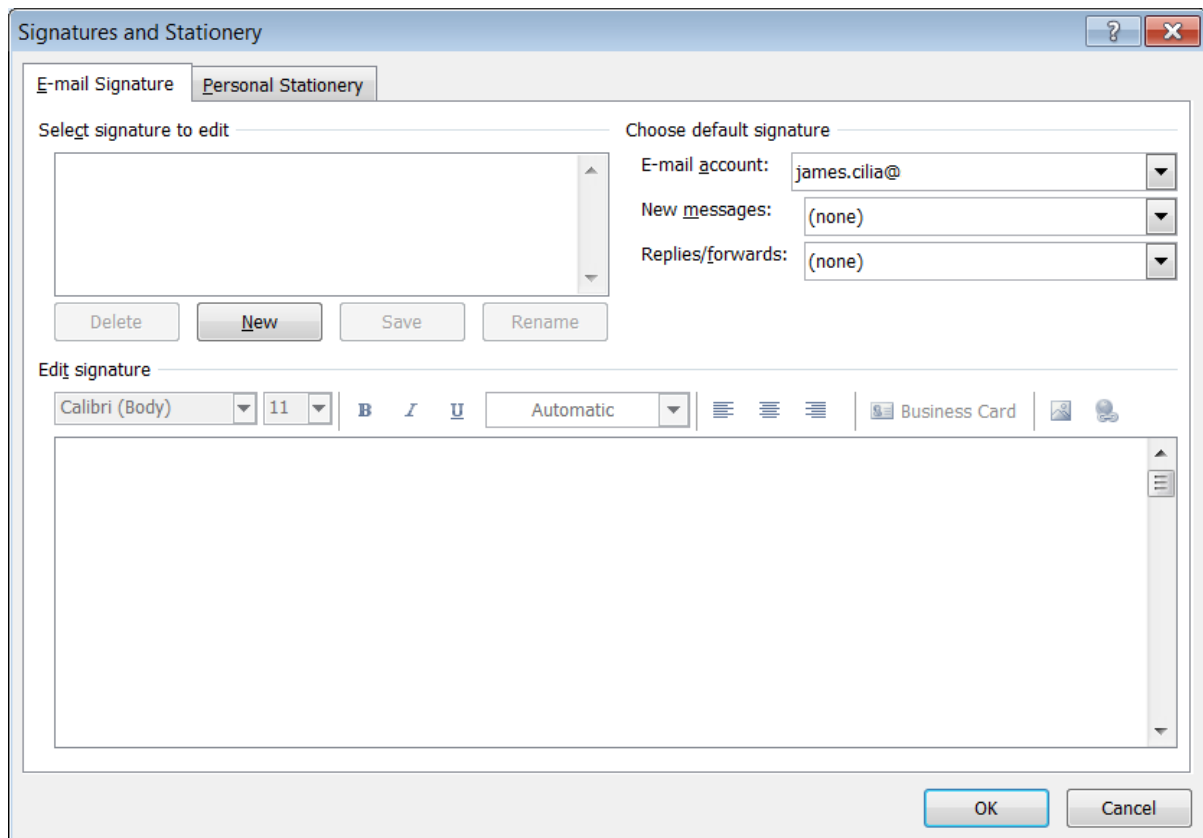 Signatures and Stationery
E-mail Signature
Personal Stationery
Select signature to edit
Choose default signature
E-mail account:
james.cilia@
New messages:
(none)
Replies/forwards:
(none)
Delete
New
Save
Rename
Edit signature
Calibri (Body)
11
B
I
U
Automatic
Business Card
OK
Cancel